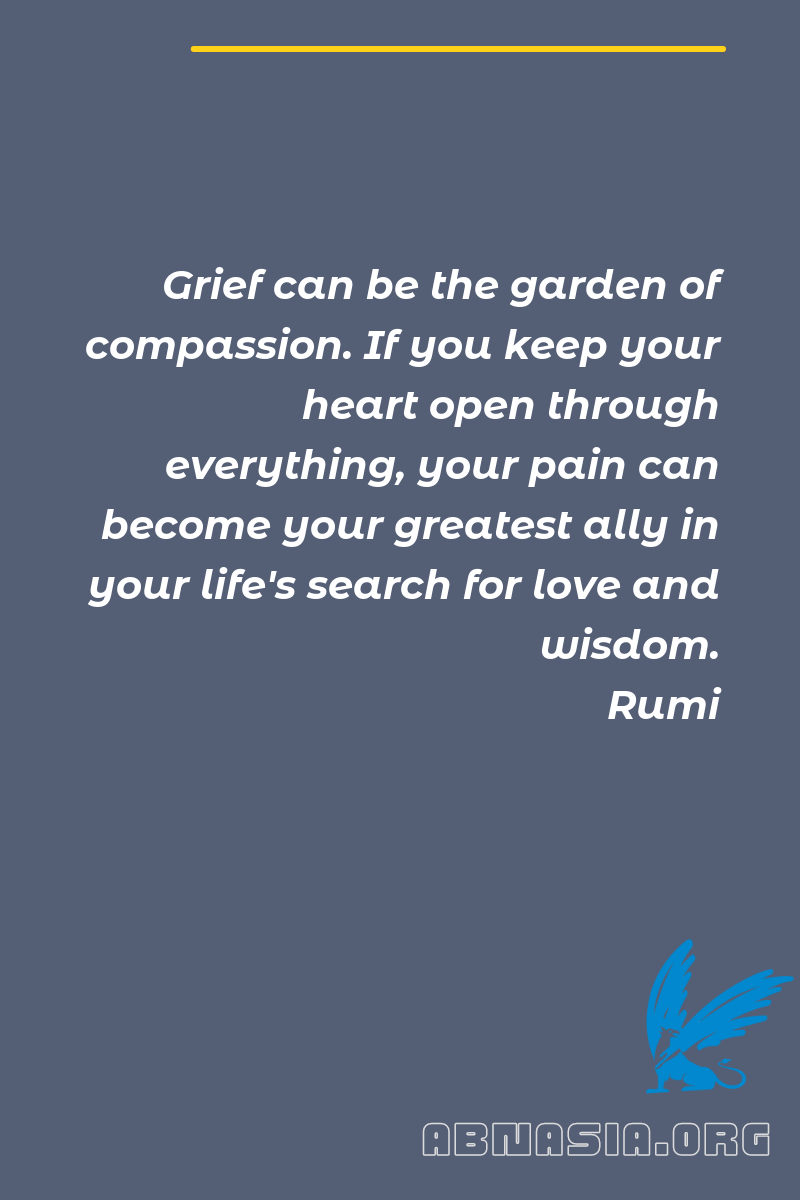 Grief can be the garden of
compassion. If you keep your
heart open through
everything, your pain can
become your greatest ally in
your life's search for love and
wisdom.
Rumi
ABNASIA.ORG